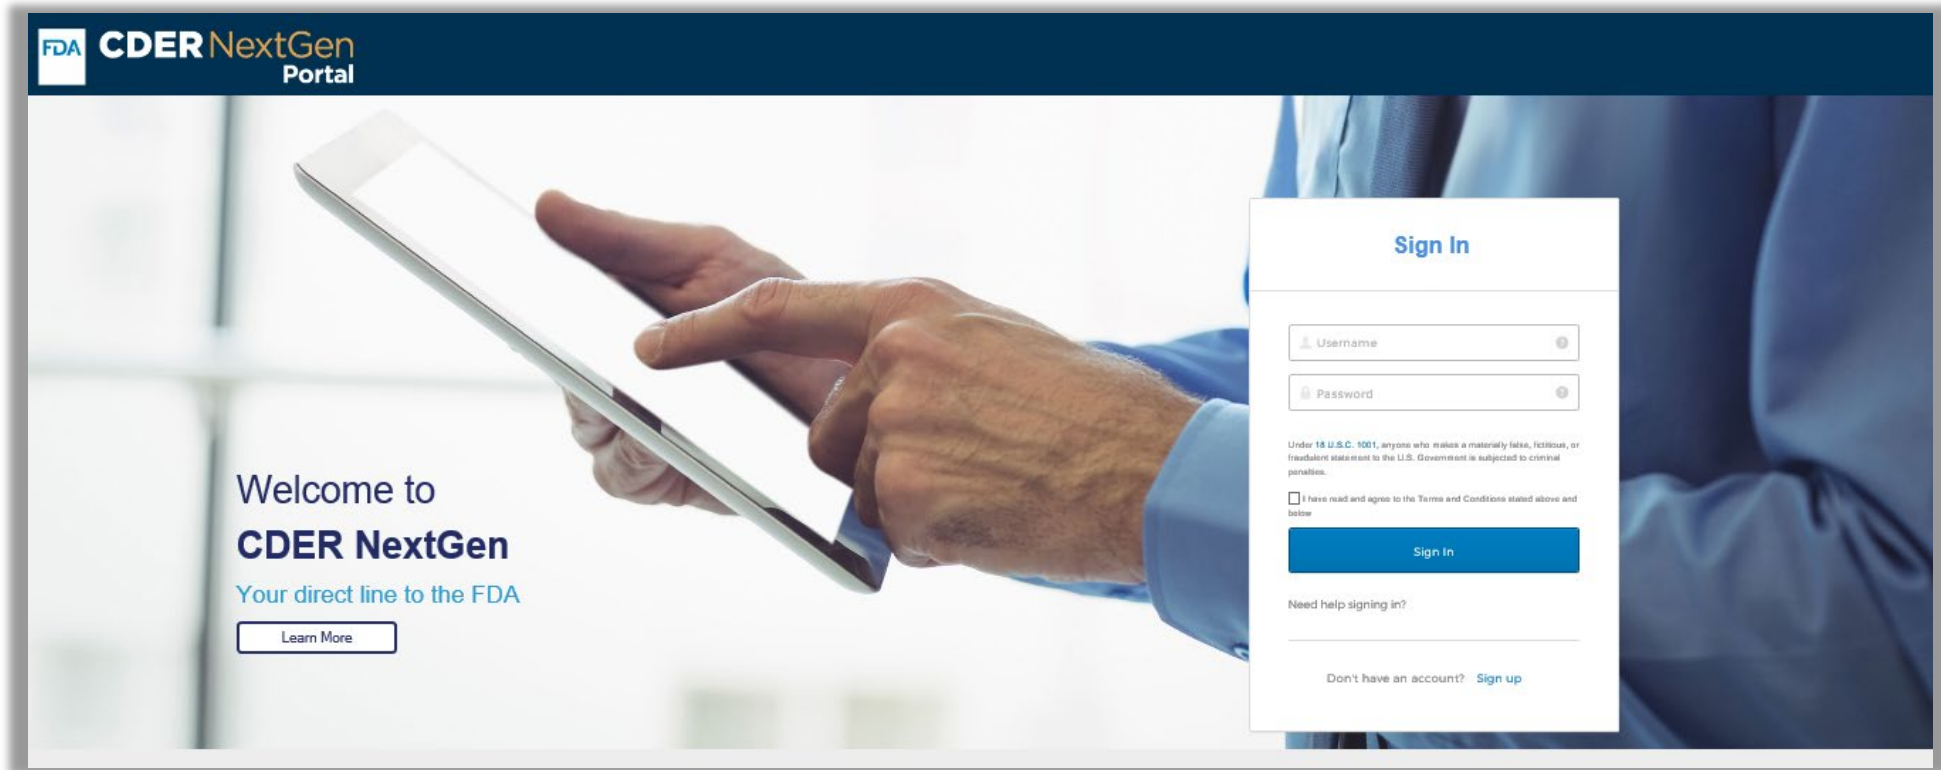 FDA CDER NextGen
Portal
Sign In
Username
Password
Under 18 U.S.C. 1001, anyone who makes a materially false, fictitious, or
fraudulent statement to the U.S. Government is subjected to criminal
penalties.
I have read and agree to the Terms and Conditions stated above and
below
Sign In
Need help signing in?
Don't have an account? Sign up
Welcome to
CDER NextGen
Your direct line to the FDA
Learn More